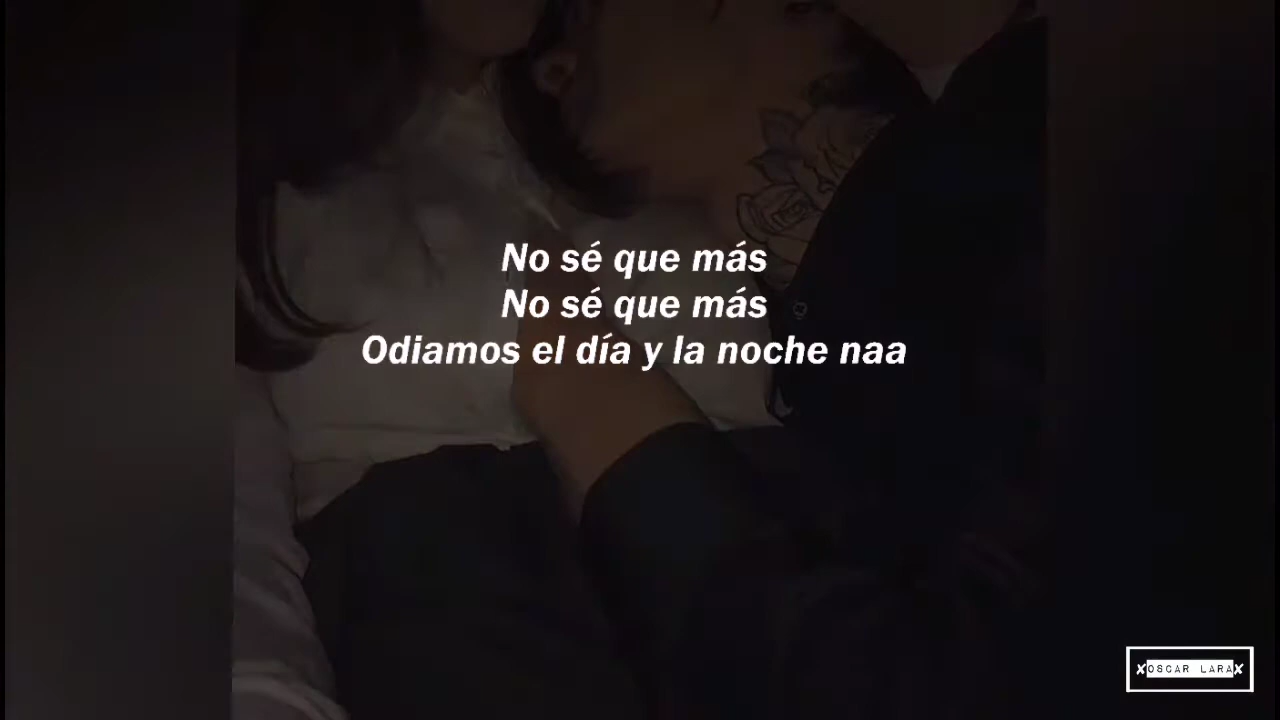 No sé que más
No sé que más
Odiamos el día y la noche naa
XOSCAR LARAX